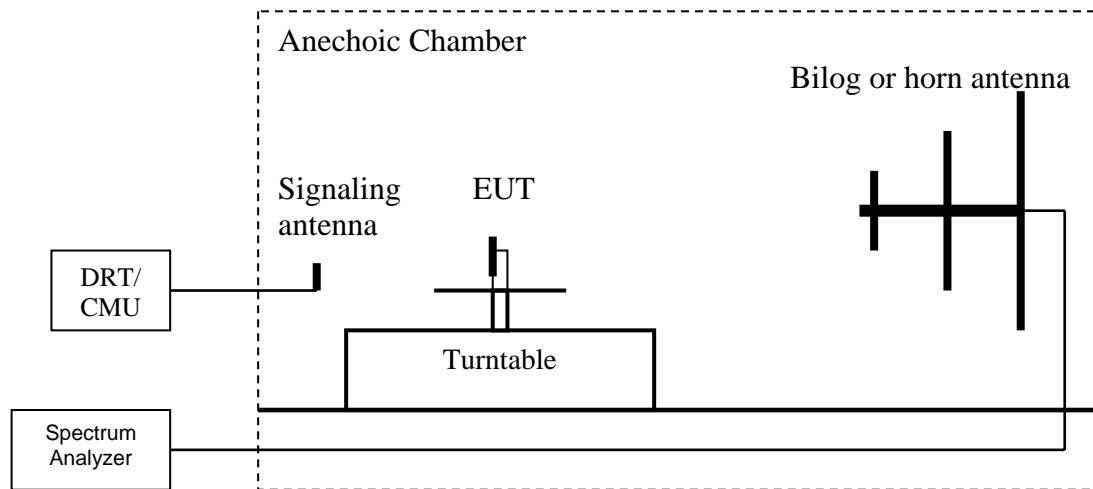 Anechoic Chamber
Bilog or horn antenna
Signaling
antenna
EUT
DRT/
CMU
Turntable
Spectrum
Analyzer